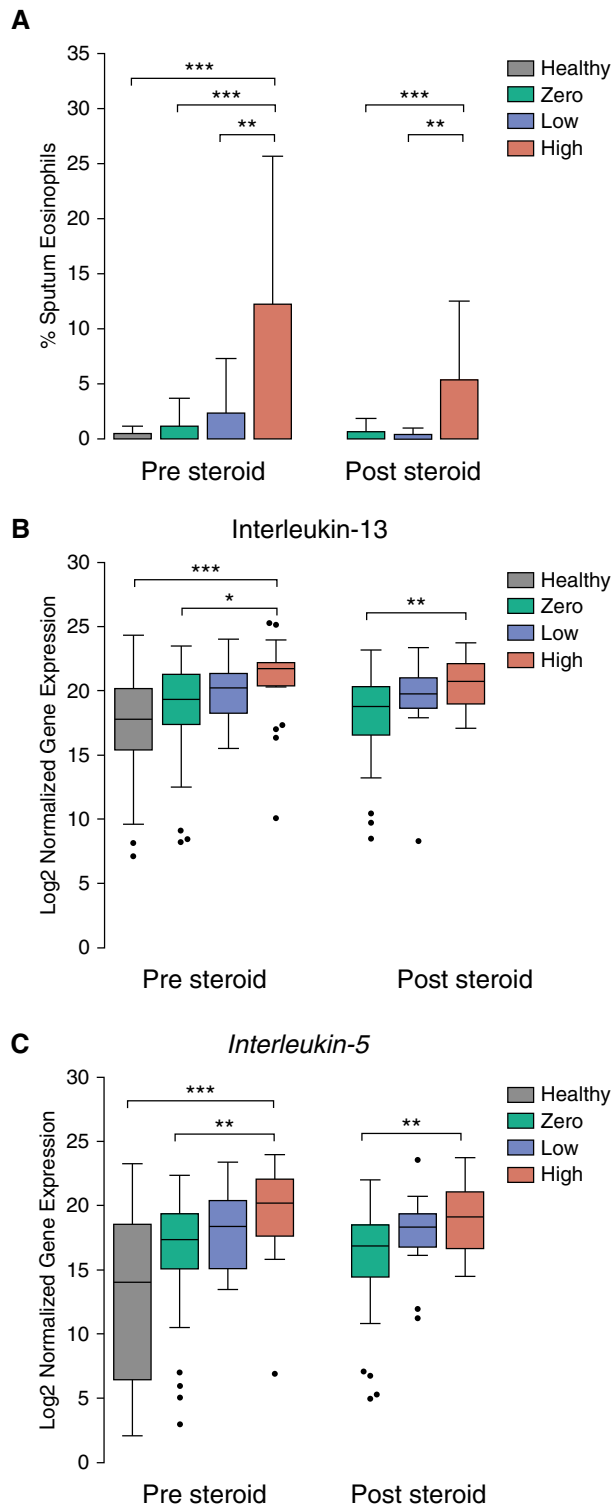 A
35
30
25
20
15
10
5
0
% Sputum Eosinophils
***
***
**
***
**
Healthy
Zero
Low
High
Pre steroid
Post steroid
B
Interleukin-13
30
25
20
15
10
5
0
Log2 Normalized Gene Expression
***
*
**
Healthy
Zero
Low
High
Pre steroid
Post steroid
C
Interleukin-5
30
25
20
15
10
5
0
Log2 Normalized Gene Expression
***
**
**
Healthy
Zero
Low
High
Pre steroid
Post steroid